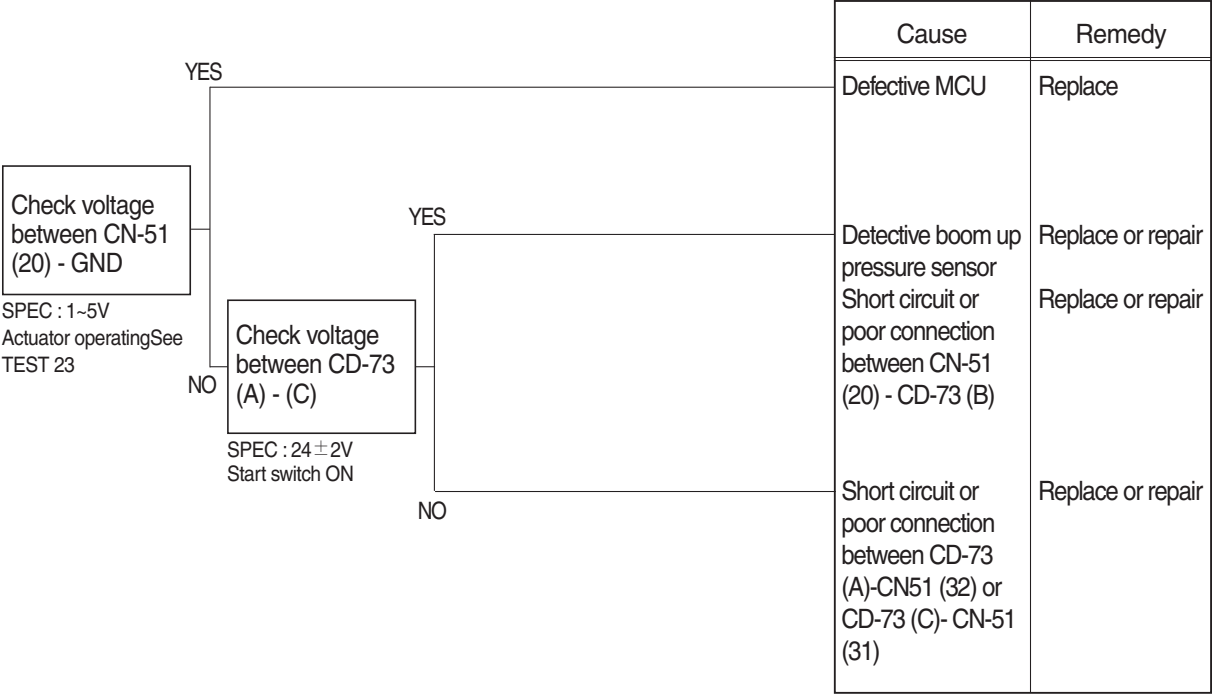 Cause
Remedy
YES
Defective MCU
Replace
Check voltage
between CN-51
(20) - GND
SPEC : 1~5V
Actuator operatingSee
TEST 23
YES
Detective boom up
pressure sensor
Replace or repair
Short circuit or
poor connection
between CN-51
(20) - CD-73 (B)
Replace or repair
NO
Check voltage
between CD-73
(A) - (C)
SPEC : 24±2V
Start switch ON
NO
Short circuit or
poor connection
between CD-73
(A)-CN51 (32) or
CD-73 (C)- CN-51
(31)
Replace or repair